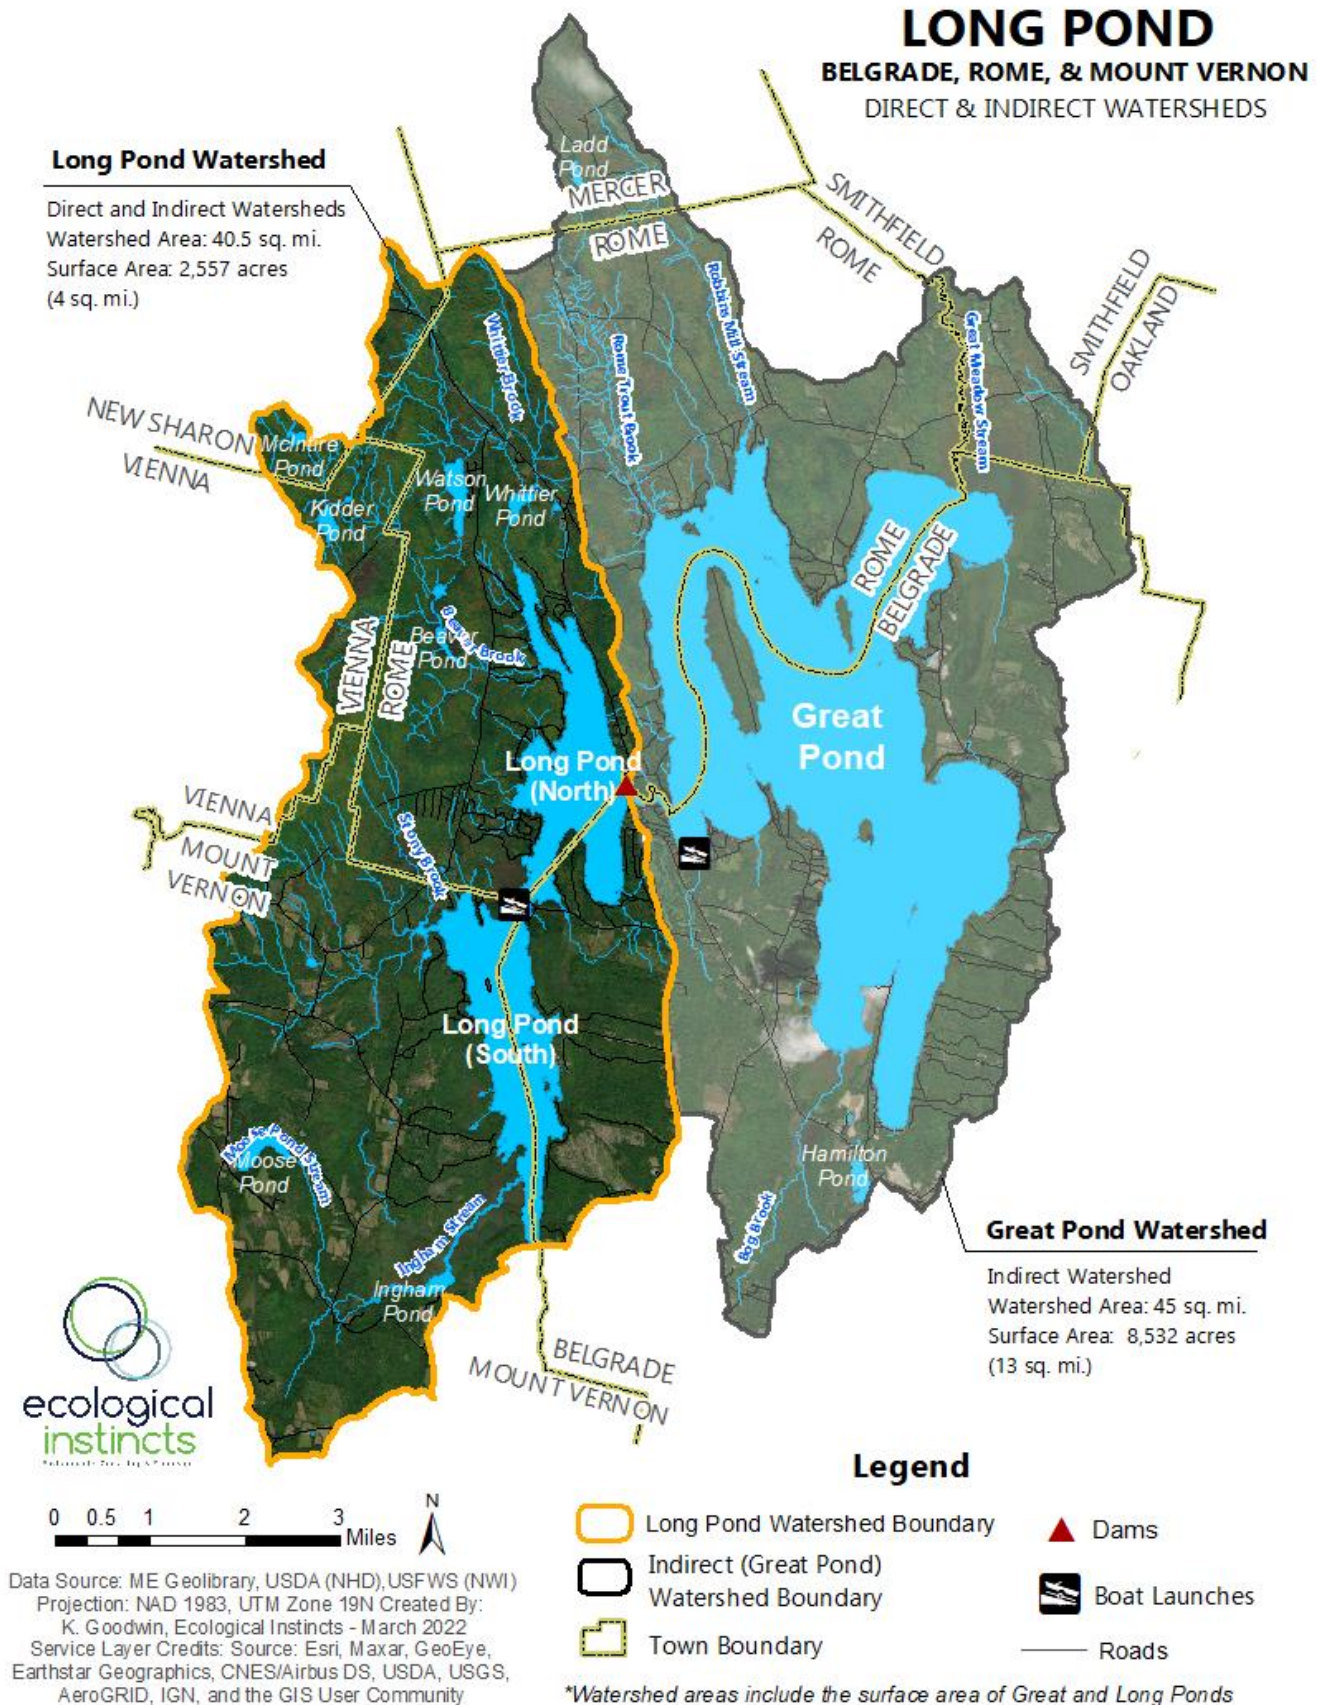 LONG POND
BELGRADE, ROME, & MOUNT VERNON
DIRECT & INDIRECT WATERSHEDS
Long Pond Watershed
Direct and Indirect Watersheds
Watershed Area: 40.5 sq. mi.
Surface Area: 2,557 acres
(4 sq. mi.)
Ladd
Pond
MERCER
ROME
SMITHFIELD
ROME
SMITHFIELD
OAKLAND
Whittier Brook
Rome Trout Brook
Robbins Mill Stream
Great Meadow Stream
NEW SHARON
VIENNA
McIntire
Pond
Kidder
Pond
Watson
Pond
Whittier
Pond
ROME
BELGRADE
Beaver Brook
Beaver
Pond
VIENNA
ROME
Great
Pond
Long Pond
(North)
VIENNA
MOUNT
VERNON
Stony Brook
Long Pond
(South)
Moose Pond Stream
Moose
Pond
Hamilton
Pond
Ingham Stream
Bog Brook
Ingham
Pond
Great Pond Watershed
Indirect Watershed
Watershed Area: 45 sq. mi.
Surface Area: 8,532 acres
(13 sq. mi.)
BELGRADE
MOUNT VERNON
ecological
instincts
Legend
Long Pond Watershed Boundary
Indirect (Great Pond)
Watershed Boundary
Town Boundary
Dams
Boat Launches
Roads
0 0.5 1 2 3
Miles
N
Data Source: ME Geolibrary, USDA (NHD),USFWS (NWI)
Projection: NAD 1983, UTM Zone 19N Created By:
K. Goodwin, Ecological Instincts - March 2022
Service Layer Credits: Source: Esri, Maxar, GeoEye,
Earthstar Geographics, CNES/Airbus DS, USDA, USGS,
AeroGRID, IGN, and the GIS User Community
*Watershed areas include the surface area of Great and Long Ponds